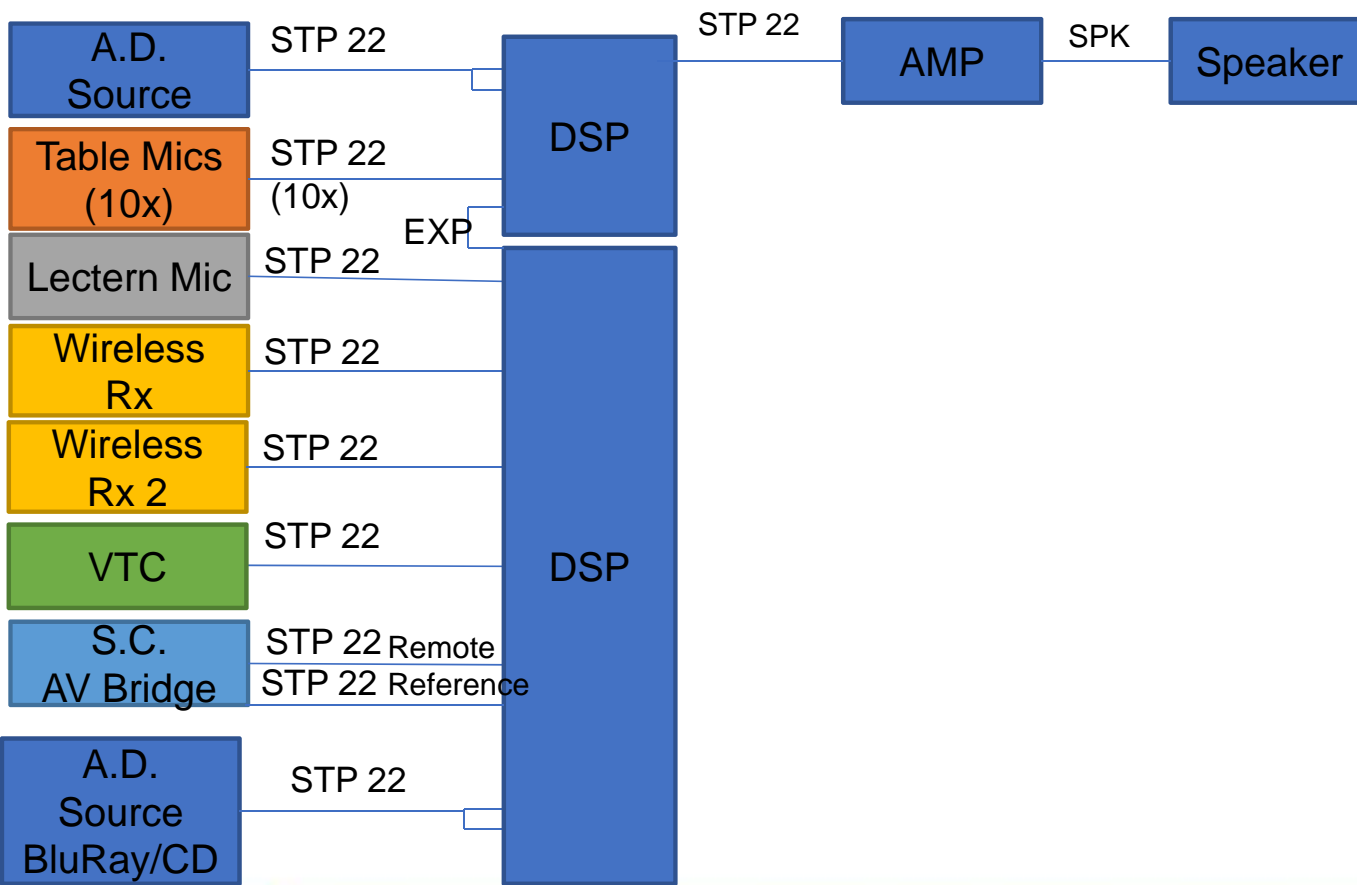 A.D.
Source
STP 22
DSP
STP 22
AMP
SPK
Speaker
Table Mics
(10x)
STP 22
(10x)
EXP
Lectern Mic
STP 22
Wireless
Rx
STP 22
Wireless
Rx 2
STP 22
VTC
STP 22
DSP
S.C.
AV Bridge
STP 22 Remote
STP 22 Reference
A.D.
Source
BluRay/CD
STP 22